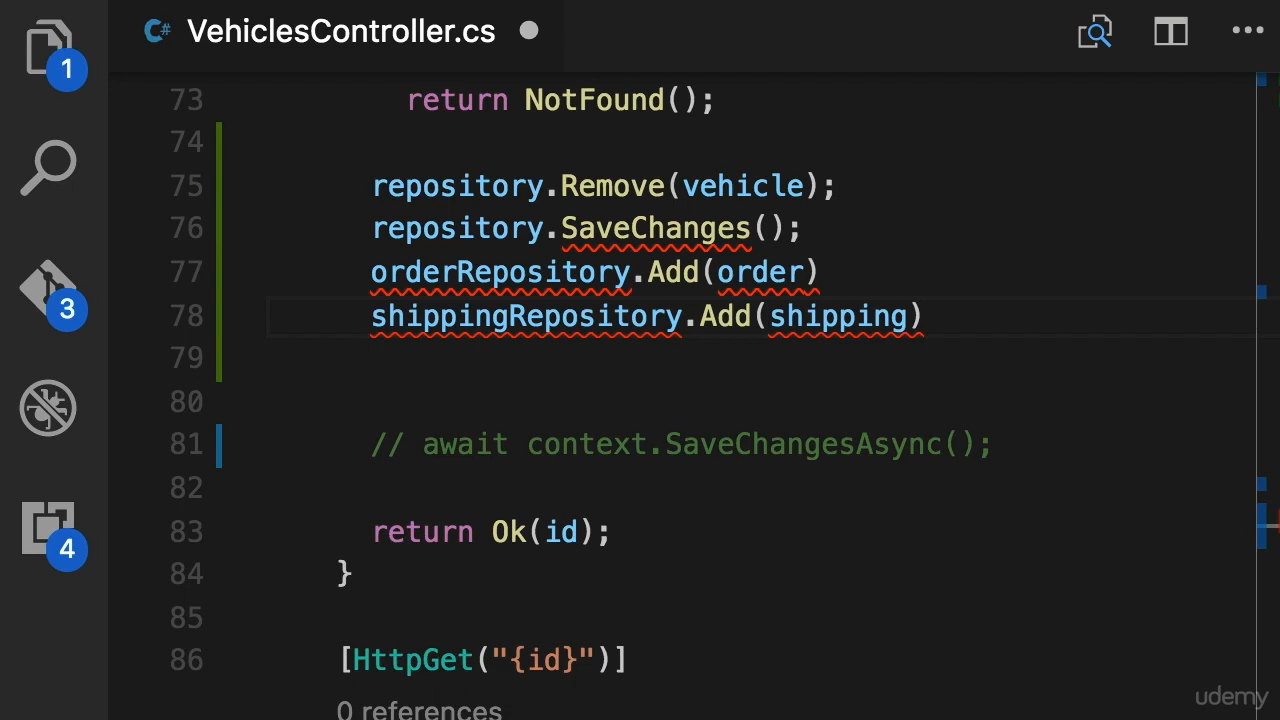 C# VehiclesController.cs
1
73 return NotFound();
74
75 repository.Remove(vehicle);
76 repository.SaveChanges();
77 orderRepository.Add(order)
3
78 shippingRepository.Add(shipping)
79
80
81 // await context.SaveChangesAsync();
82
83 return Ok(id);
4
84 }
85
86 [HttpGet("{id}")]
0 references
udemy